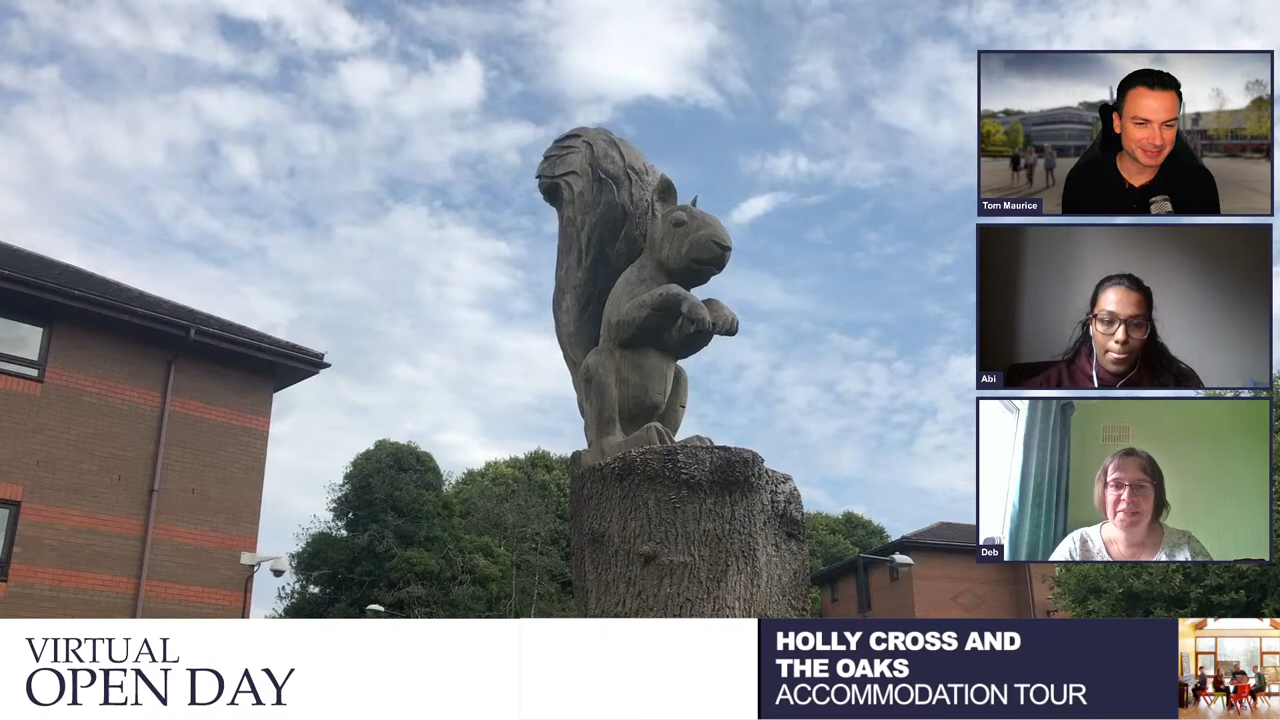 Tom Maurice
Abi
Deb
VIRTUAL
OPEN DAY
HOLLY CROSS AND
THE OAKS
ACCOMMODATION TOUR